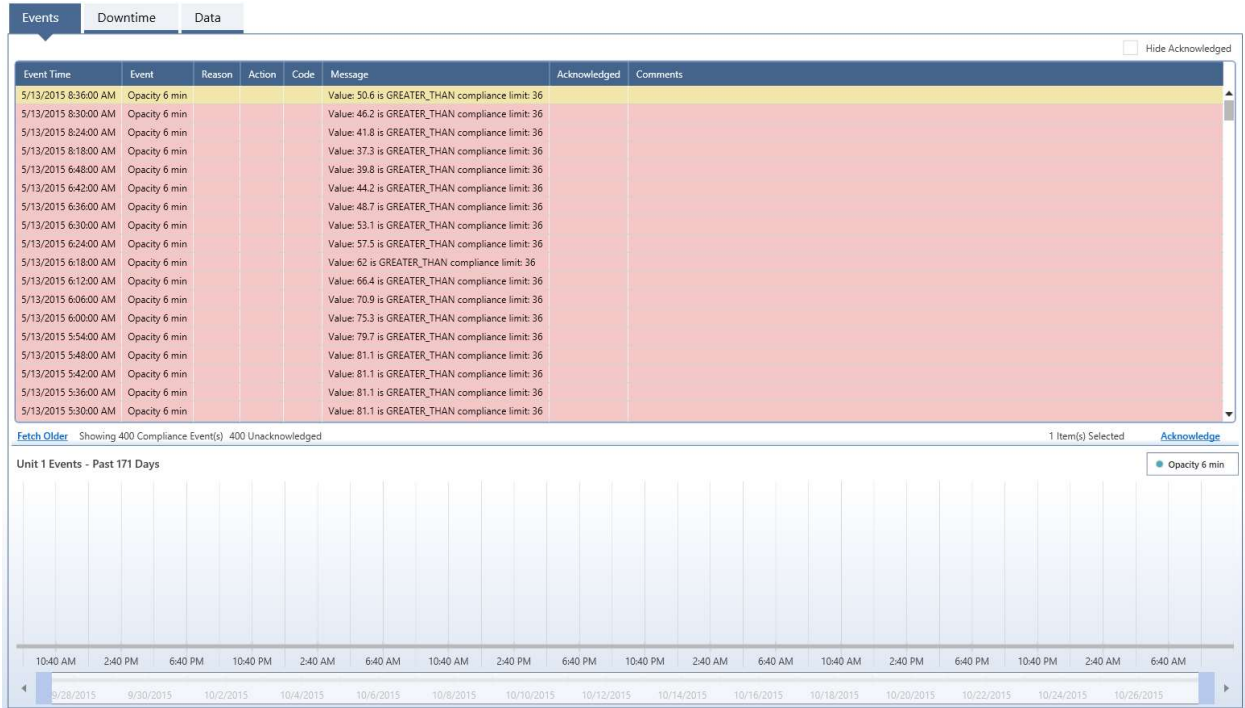 Events Downtime Data
Hide Acknowledged
Event Time Event Reason Action Code Message Acknowledged Comments
5/13/2015 8:36:00 AM Opacity 6 min Value: 50.6 is GREATER_THAN compliance limit: 36
5/13/2015 8:30:00 AM Opacity 6 min Value: 46.2 is GREATER_THAN compliance limit: 36
5/13/2015 8:24:00 AM Opacity 6 min Value: 41.8 is GREATER_THAN compliance limit: 36
5/13/2015 8:18:00 AM Opacity 6 min Value: 37.3 is GREATER_THAN compliance limit: 36
5/13/2015 6:48:00 AM Opacity 6 min Value: 39.8 is GREATER_THAN compliance limit: 36
5/13/2015 6:42:00 AM Opacity 6 min Value: 44.2 is GREATER_THAN compliance limit: 36
5/13/2015 6:36:00 AM Opacity 6 min Value: 48.7 is GREATER_THAN compliance limit: 36
5/13/2015 6:30:00 AM Opacity 6 min Value: 53.1 is GREATER_THAN compliance limit: 36
5/13/2015 6:24:00 AM Opacity 6 min Value: 57.5 is GREATER_THAN compliance limit: 36
5/13/2015 6:18:00 AM Opacity 6 min Value: 62 is GREATER_THAN compliance limit: 36
5/13/2015 6:12:00 AM Opacity 6 min Value: 66.4 is GREATER_THAN compliance limit: 36
5/13/2015 6:06:00 AM Opacity 6 min Value: 70.9 is GREATER_THAN compliance limit: 36
5/13/2015 6:00:00 AM Opacity 6 min Value: 75.3 is GREATER_THAN compliance limit: 36
5/13/2015 5:54:00 AM Opacity 6 min Value: 79.7 is GREATER_THAN compliance limit: 36
5/13/2015 5:48:00 AM Opacity 6 min Value: 81.1 is GREATER_THAN compliance limit: 36
5/13/2015 5:42:00 AM Opacity 6 min Value: 81.1 is GREATER_THAN compliance limit: 36
5/13/2015 5:36:00 AM Opacity 6 min Value: 81.1 is GREATER_THAN compliance limit: 36
5/13/2015 5:30:00 AM Opacity 6 min Value: 81.1 is GREATER_THAN compliance limit: 36
Fetch Older Showing 400 Compliance Event(s) 400 Unacknowledged 1 Item(s) Selected Acknowledge
Unit 1 Events - Past 171 Days Opacity 6 min
10:40 AM 2:40 PM 6:40 PM 10:40 PM 2:40 AM 6:40 AM 10:40 AM 2:40 PM 6:40 PM 10:40 PM 2:40 AM 6:40 AM 10:40 AM 2:40 PM 6:40 PM 10:40 PM 2:40 AM 6:40 AM
9/28/2015 9/30/2015 10/2/2015 10/4/2015 10/6/2015 10/8/2015 10/10/2015 10/12/2015 10/14/2015 10/16/2015 10/18/2015 10/20/2015 10/22/2015 10/24/2015 10/26/2015